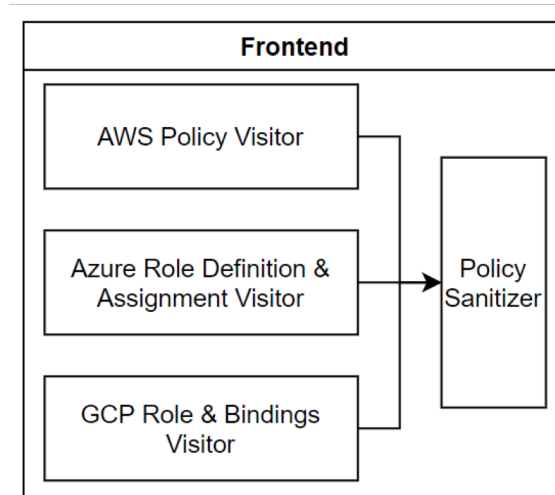 Frontend
AWS Policy Visitor
Azure Role Definition &
Assignment Visitor
GCP Role & Bindings
Visitor
Policy
Sanitizer